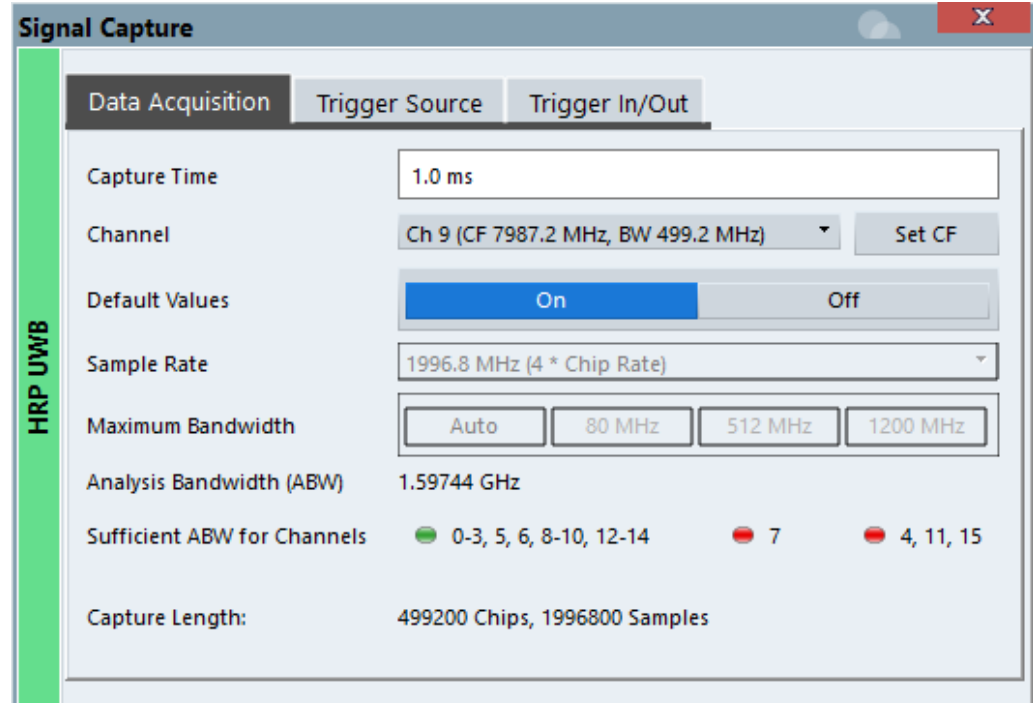 Signal Capture
X
HRP UWB
Data Acquisition Trigger Source Trigger In/Out
Capture Time 1.0 ms
Channel Ch 9 (CF 7987.2 MHz, BW 499.2 MHz) Set CF
Default Values On Off
Sample Rate 1996.8 MHz (4 * Chip Rate)
Maximum Bandwidth Auto 80 MHz 512 MHz 1200 MHz
Analysis Bandwidth (ABW) 1.59744 GHz
Sufficient ABW for Channels 0-3, 5, 6, 8-10, 12-14 7 4, 11, 15
Capture Length: 499200 Chips, 1996800 Samples